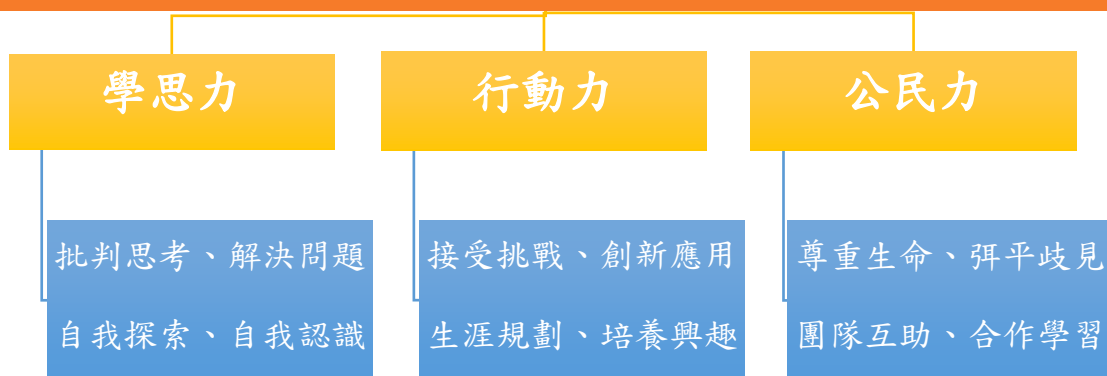 學思力
行動力
公民力
批判思考、解決問題
自我探索、自我認識
接受挑戰、創新應用
生涯規劃、培養興趣
尊重生命、弭平歧見
團隊互助、合作學習